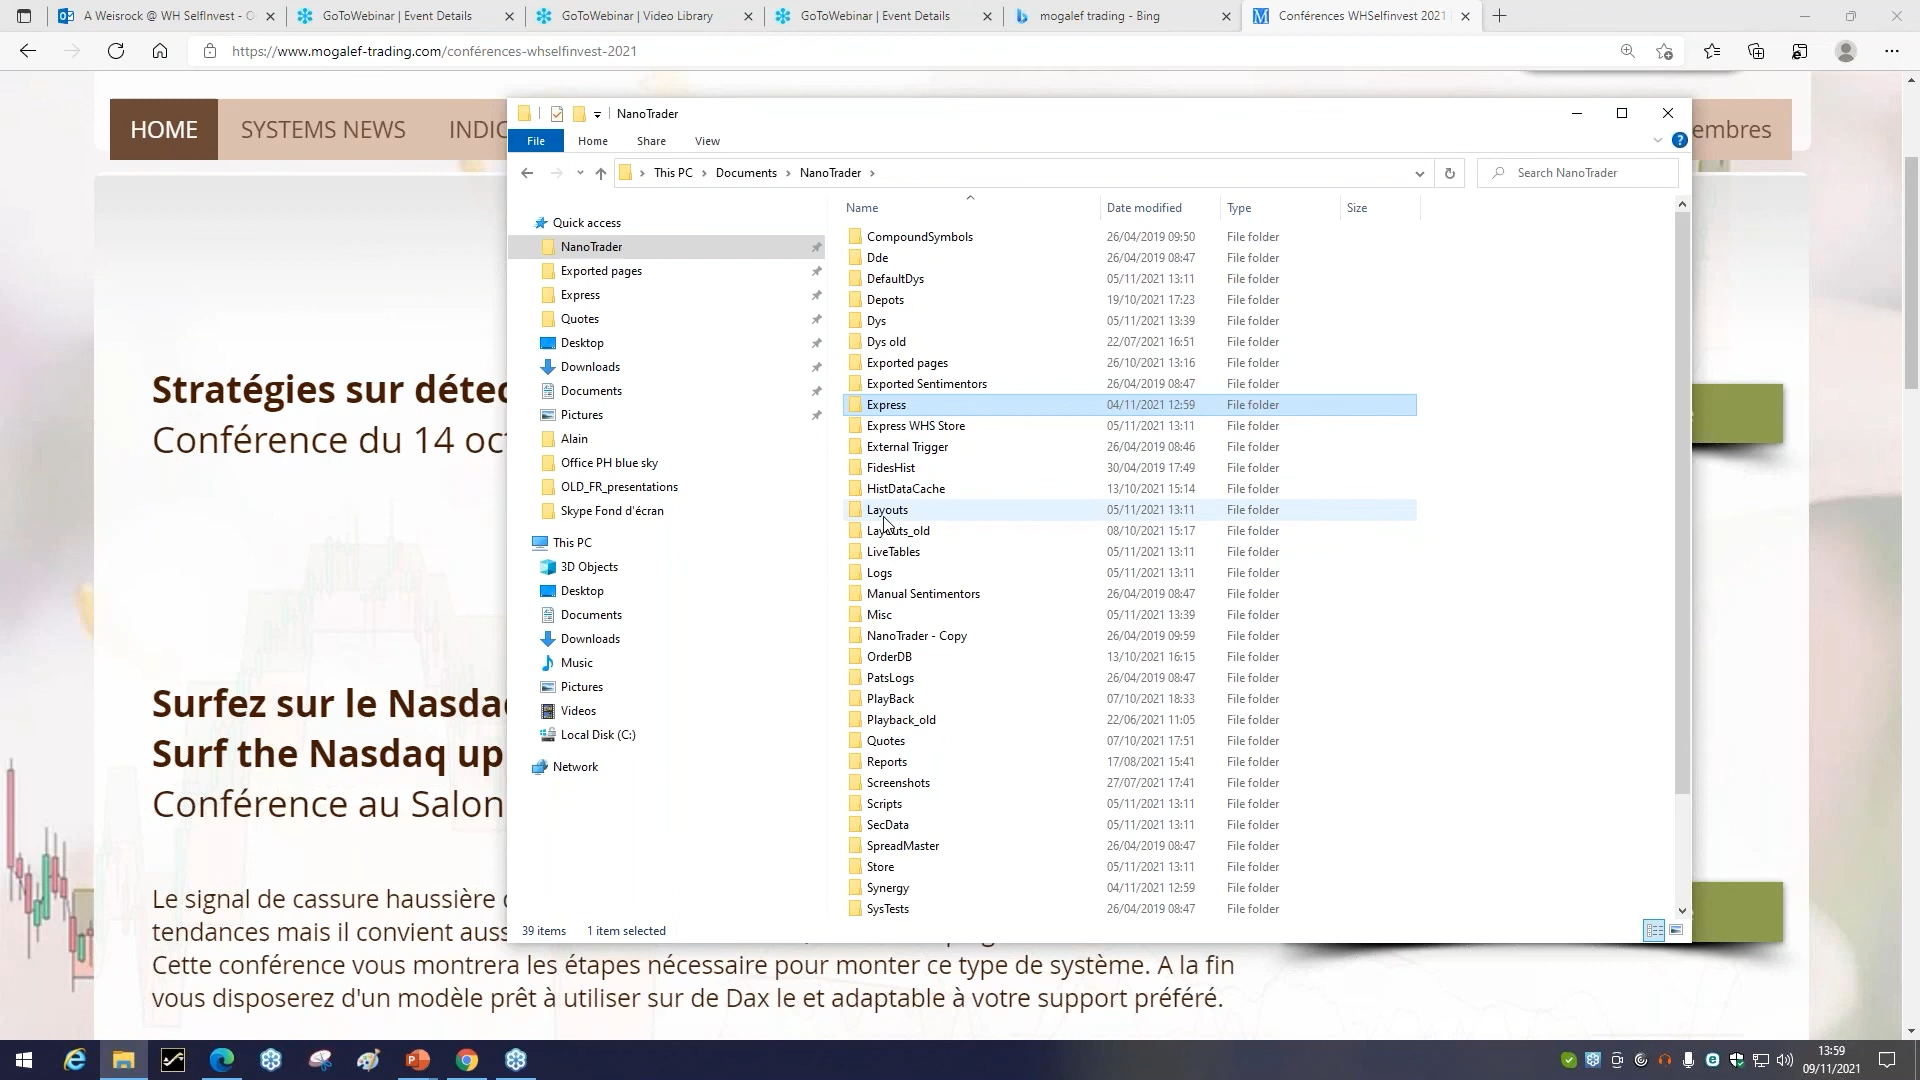 A Weisrock @ WH SelfInvest - O
GoToWebinar | Event Details
GoToWebinar | Video Library
GoToWebinar | Event Details
mogalef trading - Bing
Conférences WHSelfinvest 2021
https://www.mogalef-trading.com/conférences-whselfinvest-2021
HOME
SYSTEMS NEWS
INDIC
embres
NanoTrader
File
Home
Share
View
This PC
Documents
NanoTrader
Search NanoTrader
Name
Date modified
Type
Size
Quick access
NanoTrader
Exported pages
Express
Quotes
Desktop
Downloads
Documents
Pictures
Alain
Office PH blue sky
OLD_FR_presentations
Skype Fond d'écran
This PC
3D Objects
Desktop
Documents
Downloads
Music
Pictures
Videos
Local Disk (C:)
Network
CompoundSymbols 26/04/2019 09:50 File folder
Dde 26/04/2019 08:47 File folder
DefaultDys 05/11/2021 13:11 File folder
Depots 19/10/2021 17:23 File folder
Dys 05/11/2021 13:39 File folder
Dys old 22/07/2021 16:51 File folder
Exported pages 26/10/2021 13:16 File folder
Exported Sentimentors 26/04/2019 08:47 File folder
Express 04/11/2021 12:59 File folder
Express WHS Store 05/11/2021 13:11 File folder
External Trigger 26/04/2019 08:46 File folder
FidesHist 30/04/2019 17:49 File folder
HistDataCache 13/10/2021 15:14 File folder
Layouts 05/11/2021 13:11 File folder
Layouts_old 08/10/2021 15:17 File folder
LiveTables 05/11/2021 13:11 File folder
Logs 05/11/2021 13:11 File folder
Manual Sentimentors 26/04/2019 08:47 File folder
Misc 05/11/2021 13:39 File folder
NanoTrader - Copy 26/04/2019 09:59 File folder
OrderDB 13/10/2021 16:15 File folder
PatsLogs 26/04/2019 08:47 File folder
PlayBack 07/10/2021 18:33 File folder
Playback_old 22/06/2021 11:05 File folder
Quotes 07/10/2021 17:51 File folder
Reports 17/08/2021 15:41 File folder
Screenshots 27/07/2021 17:41 File folder
Scripts 05/11/2021 13:11 File folder
SecData 05/11/2021 13:11 File folder
SpreadMaster 26/04/2019 08:47 File folder
Store 05/11/2021 13:11 File folder
Synergy 04/11/2021 12:59 File folder
SysTests 26/04/2019 08:47 File folder
39 items
1 item selected
Stratégies sur détec
Conférence du 14 oct
Surfez sur le Nasdaq
Surf the Nasdaq up
Conférence au Salon
Le signal de cassure haussière
tendances mais il convient auss
Cette conférence vous montrera les étapes nécessaire pour monter ce type de système. A la fin
vous disposerez d'un modèle prêt à utiliser sur de Dax le et adaptable à votre support préféré.
13:59
09/11/2021